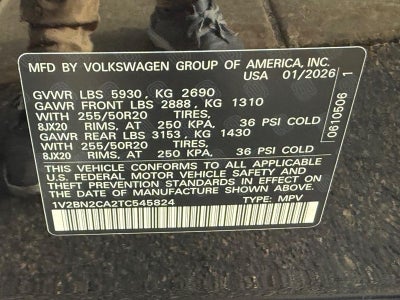 MFD BY VOLKSWAGEN GROUP OF AMERICA, INC.
USA 01/2026
GVWR LBS 5930, KG 2690
GAWR FRONT LBS 2888, KG 1310
WITH 255/50R20 TIRES,
8JX20 RIMS, AT 250 KPA, 36 PSI COLD
GAWR REAR LBS 3153, KG 1430
WITH 255/50R20 TIRES,
8JX20 RIMS, AT 250 KPA, 36 PSI COLD
THIS VEHICLE CONFORMS TO ALL APPLICABLE
U.S. FEDERAL MOTOR VEHICLE SAFETY AND
THEFT PREVENTION STANDARDS IN EFFECT ON THE
DATE OF MANUFACTURE SHOWN ABOVE.
1V2BN2CA2TC545824 TYPE: MPV
0610506 1